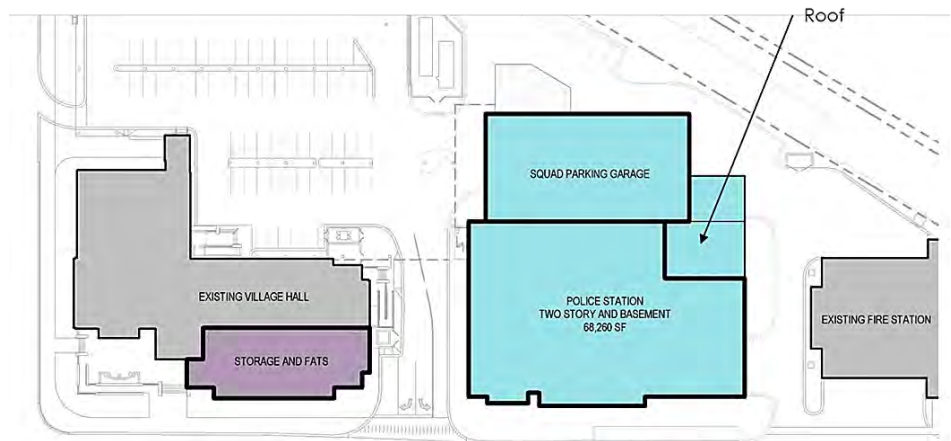 Roof
SQUAD PARKING GARAGE
EXISTING VILLAGE HALL
POLICE STATION
TWO STORY AND BASEMENT
68,260 SF
EXISTING FIRE STATION
STORAGE AND FATS